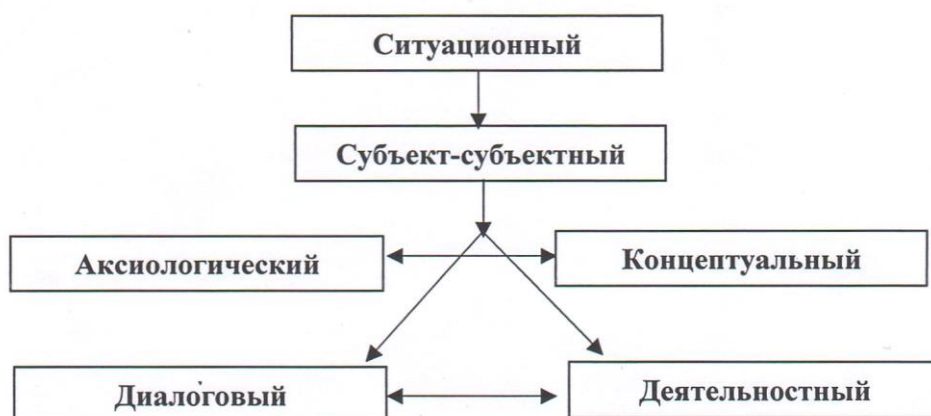 Ситуационный
Субъект-субъектный
Аксиологический
Концептуальный
Диалоговый
Деятельностный